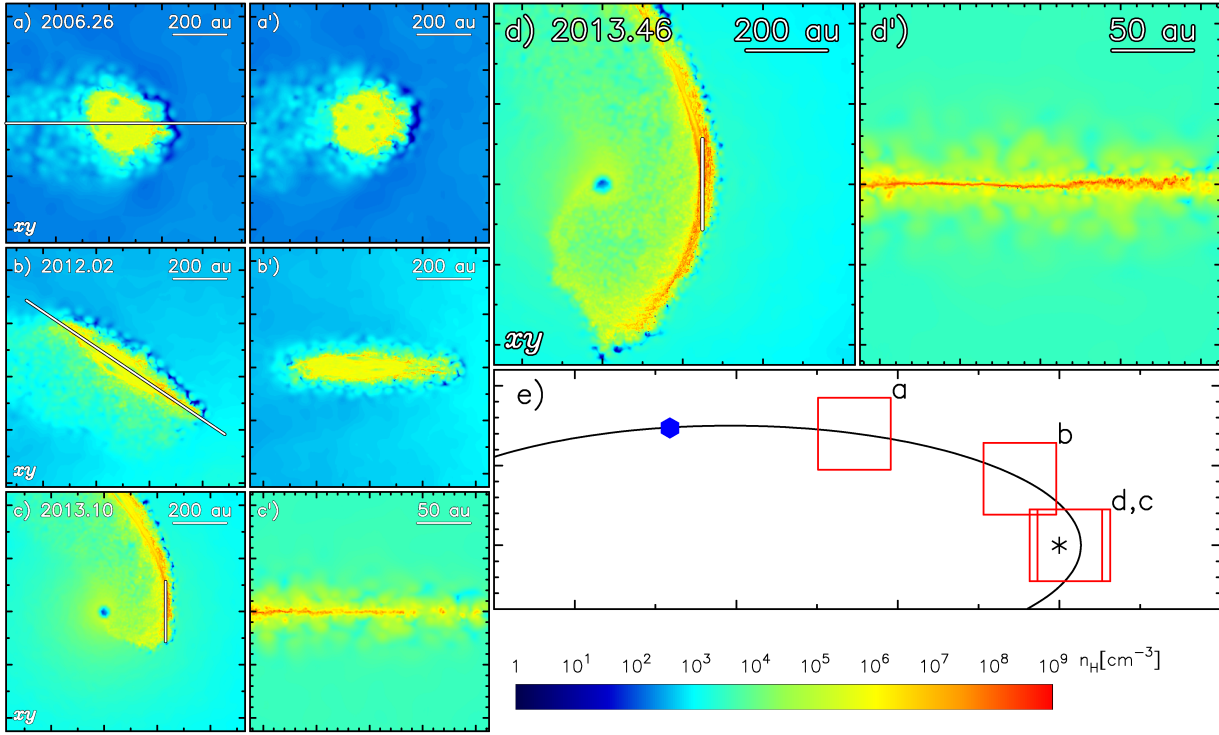 a) 2006.26
200 au
xy
a')
200 au
b) 2012.02
200 au
xy
b')
200 au
c) 2013.10
200 au
xy
c')
50 au
d) 2013.46
200 au
xy
d')
50 au
e)
a
b
d,c
1 10¹ 10² 10³ 10⁴ 10⁵ 10⁶ 10⁷ 10⁸ 10⁹ n_H[cm⁻³]